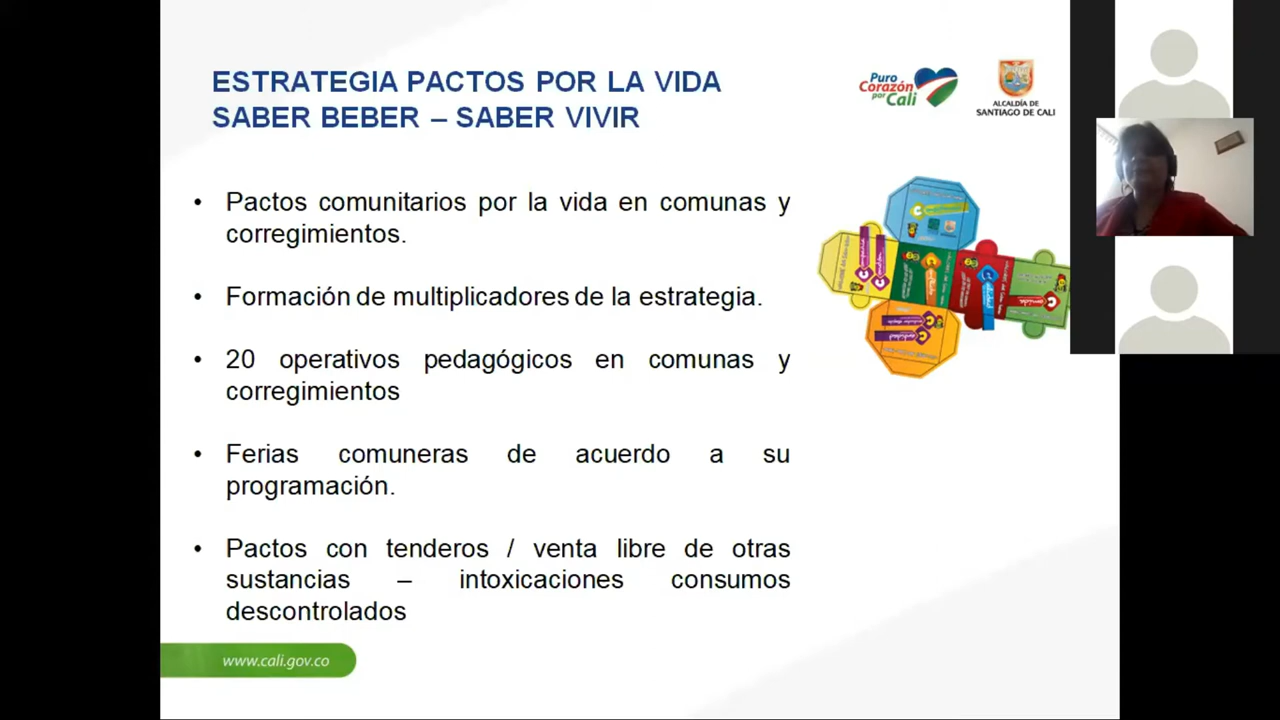 ESTRATEGIA PACTOS POR LA VIDA
SABER BEBER – SABER VIVIR
Puro
Corazón
por Cali
ALCALDÍA DE
SANTIAGO DE CALI
• Pactos comunitarios por la vida en comunas y
corregimientos.
• Formación de multiplicadores de la estrategia.
• 20 operativos pedagógicos en comunas y
corregimientos
• Ferias comuneras de acuerdo a su
programación.
• Pactos con tenderos / venta libre de otras
sustancias – intoxicaciones consumos
descontrolados
www.cali.gov.co